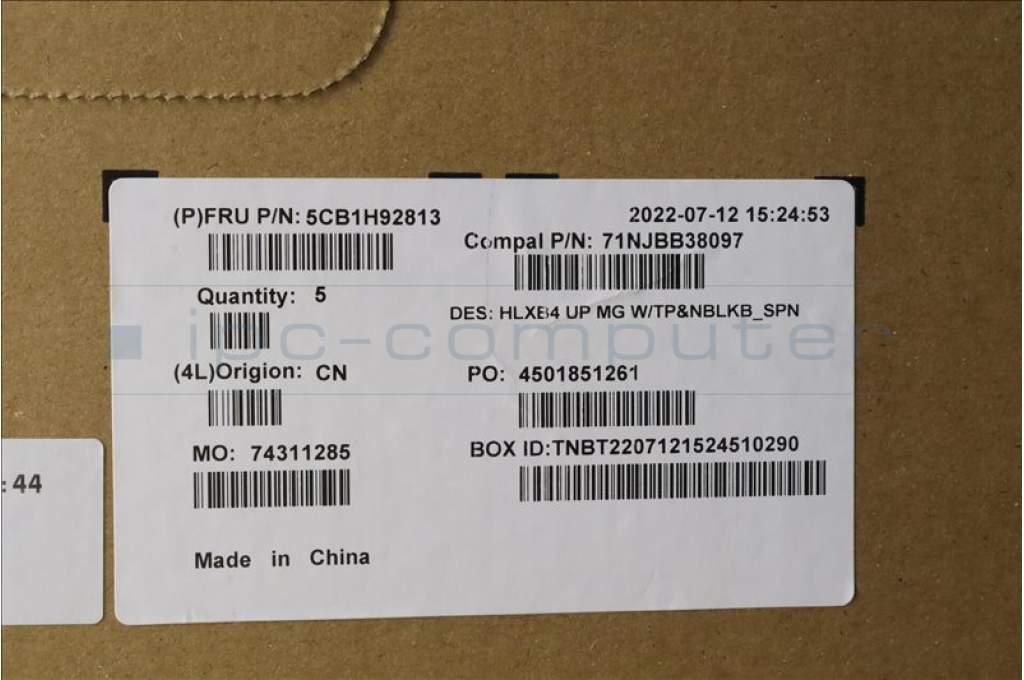 (P)FRU P/N: 5CB1H92813
2022-07-12 15:24:53
Compal P/N: 71NJBB38097
Quantity: 5
DES: HLXB4 UP MG W/TP&NBLKB_SPN
ipc-computer
(4L)Origion: CN
PO: 4501851261
MO: 74311285
BOX ID:TNBT2207121524510290
: 44
Made in China